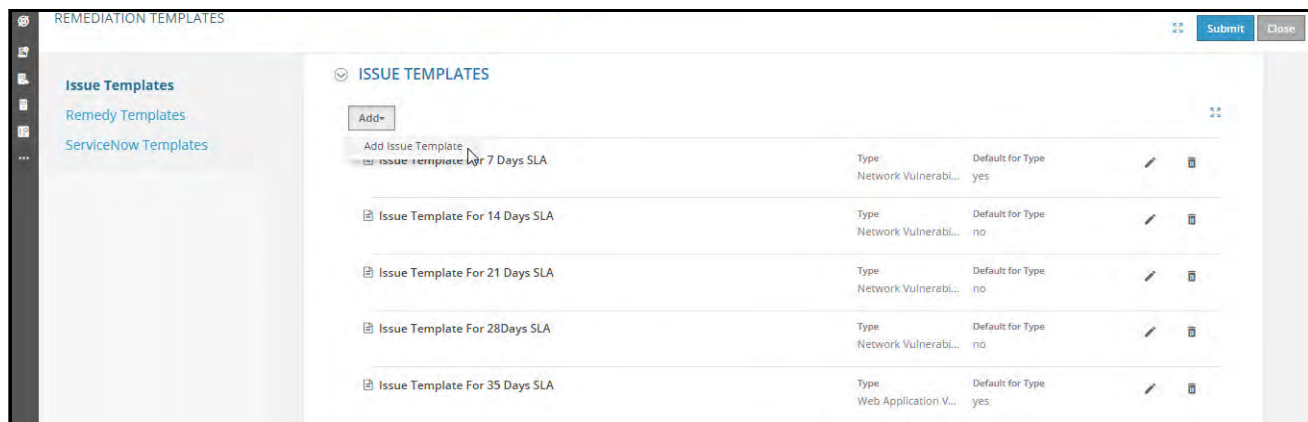 REMEDIATION TEMPLATES
Submit
Close
Issue Templates
Remedy Templates
ServiceNow Templates
ISSUE TEMPLATES
Add
Add Issue Template
Issue Template For 7 Days SLA
Type
Default for Type
Network Vulnerabi...
yes
Issue Template For 14 Days SLA
Type
Default for Type
Network Vulnerabi...
no
Issue Template For 21 Days SLA
Type
Default for Type
Network Vulnerabi...
no
Issue Template For 28Days SLA
Type
Default for Type
Network Vulnerabi...
no
Issue Template For 35 Days SLA
Type
Default for Type
Web Application V...
yes